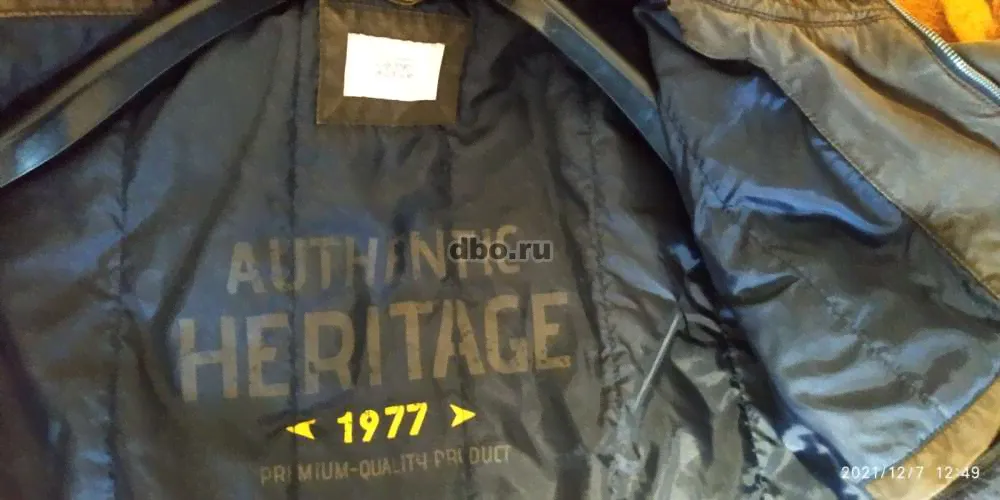 dbo.ru
AUTHENTIC
HERITAGE
1977
PREMIUM-QUALITY PRODUCT
2021/12/7 12:49